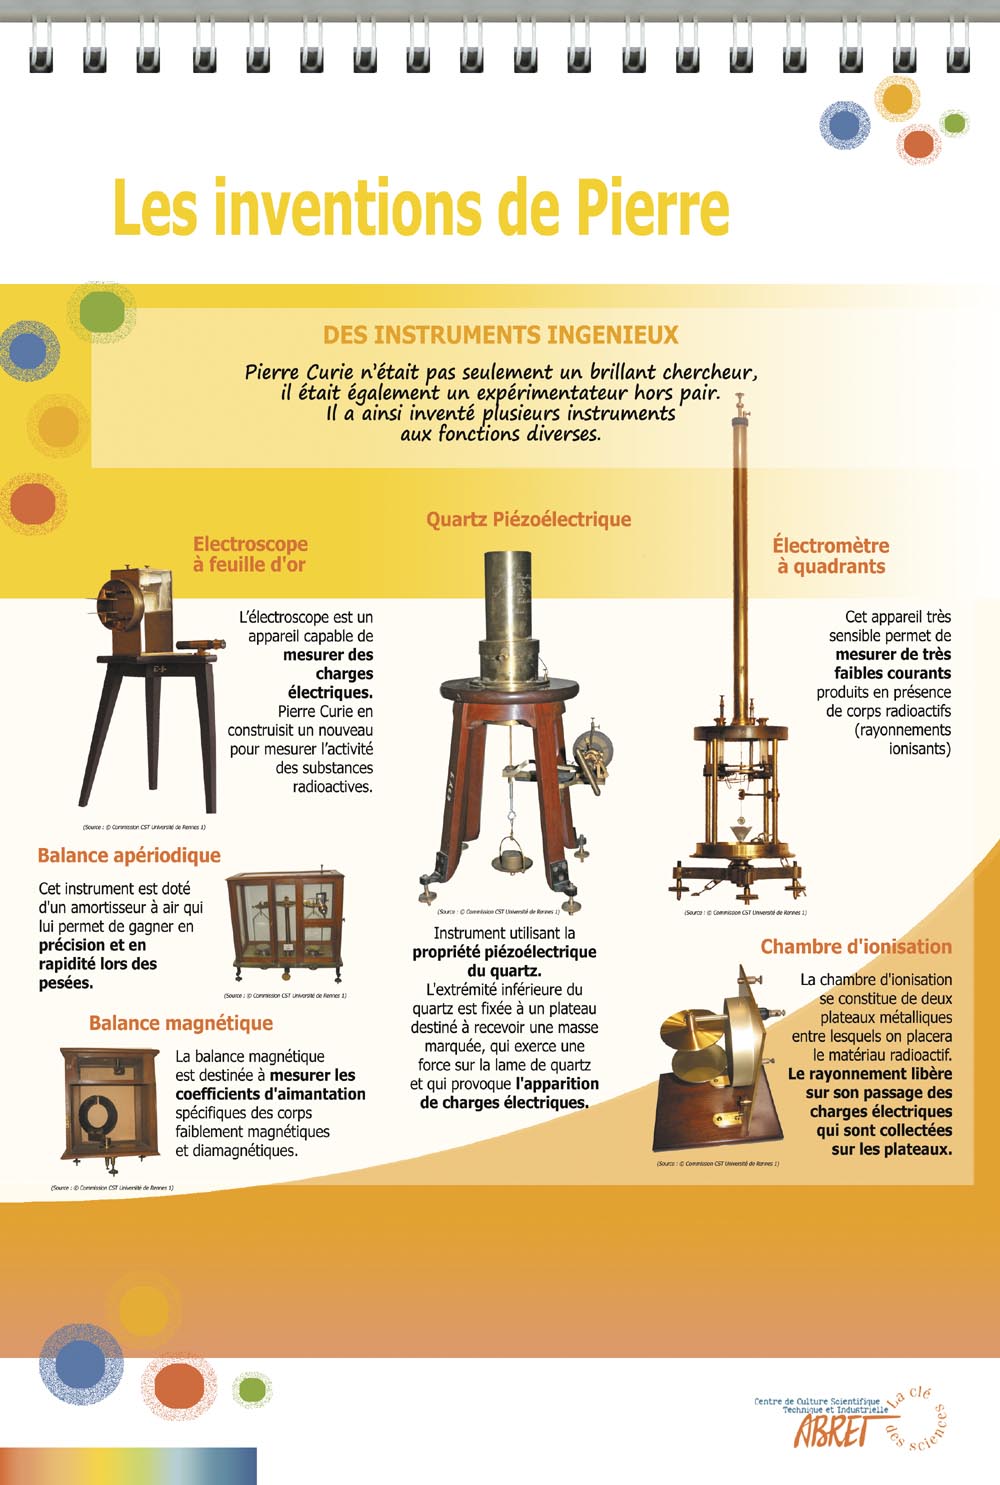 Les inventions de Pierre
DES INSTRUMENTS INGENIEUX
Pierre Curie n'était pas seulement un brillant chercheur,
il était également un expérimentateur hors pair.
Il a ainsi inventé plusieurs instruments
aux fonctions diverses.
Electroscope
à feuille d'or
L'électroscope est un
appareil capable de
mesurer des
charges
électriques.
Pierre Curie en
construisit un nouveau
pour mesurer l'activité
des substances
radioactives.
(Source : © Commission CST Université de Rennes 1)
Quartz Piézoélectrique
(Source : © Commission CST Université de Rennes 1)
Instrument utilisant la
propriété piézoélectrique
du quartz.
L'extrémité inférieure du
quartz est fixée à un plateau
destiné à recevoir une masse
marquée, qui exerce une
force sur la lame de quartz
et qui provoque l'apparition
de charges électriques.
Électromètre
à quadrants
Cet appareil très
sensible permet de
mesurer de très
faibles courants
produits en présence
de corps radioactifs
(rayonnements
ionisants)
(Source : © Commission CST Université de Rennes 1)
Balance apériodique
Cet instrument est doté
d'un amortisseur à air qui
lui permet de gagner en
précision et en
rapidité lors des
pesées.
(Source : © Commission CST Université de Rennes 1)
Balance magnétique
La balance magnétique
est destinée à mesurer les
coefficients d'aimantation
spécifiques des corps
faiblement magnétiques
et diamagnétiques.
(Source : © Commission CST Université de Rennes 1)
Chambre d'ionisation
La chambre d'ionisation
se constitue de deux
plateaux métalliques
entre lesquels on placera
le matériau radioactif.
Le rayonnement libère
sur son passage des
charges électriques
qui sont collectées
sur les plateaux.
(Source : © Commission CST Université de Rennes 1)
Centre de Culture Scientifique
Technique et Industrielle
ABRET
La clé
des sciences